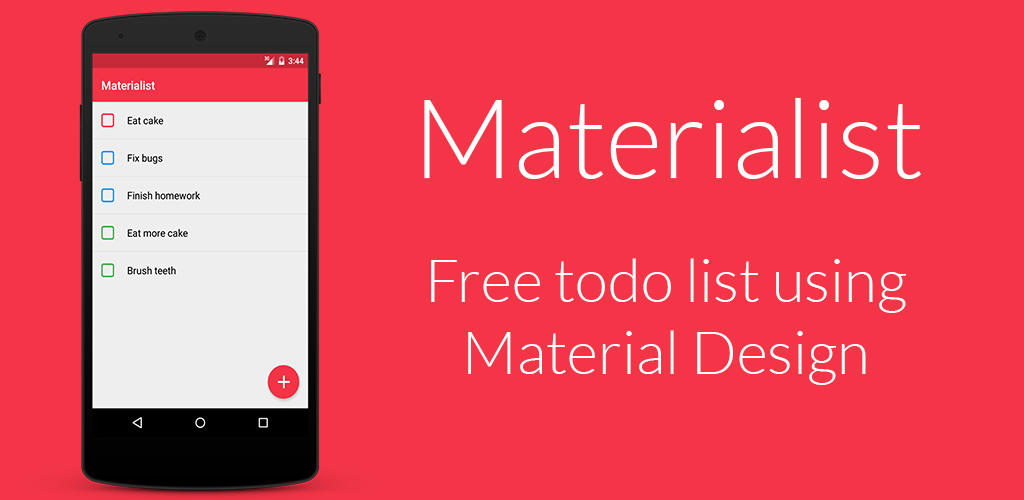 3:44
Materialist
Eat cake
Fix bugs
Finish homework
Eat more cake
Brush teeth
Materialist
Free todo list using
Material Design